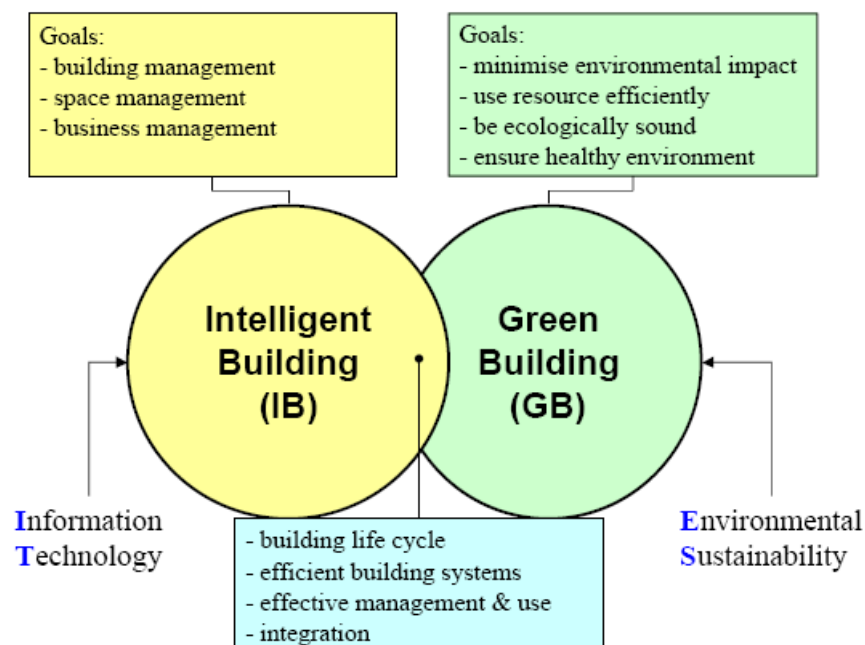 Goals:
- building management
- space management
- business management
Goals:
- minimise environmental impact
- use resource efficiently
- be ecologically sound
- ensure healthy environment
Intelligent
Building
(IB)
Green
Building
(GB)
Information
Technology
Environmental
Sustainability
- building life cycle
- efficient building systems
- effective management & use
- integration